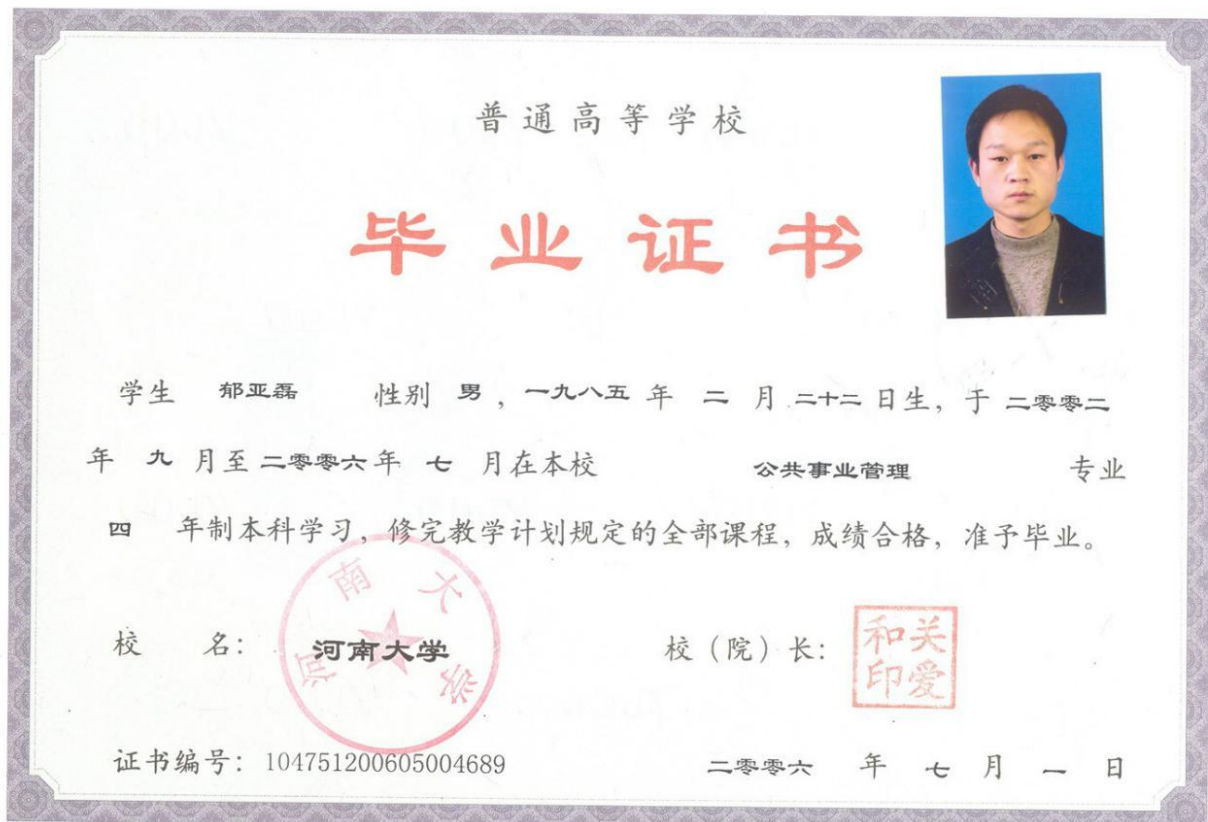 普通高等学校
毕业证书
学生 郁亚磊 性别 男，一九八五 年 二 月 二十二 日生，于 二零零二
年 九 月至 二零零六 年 七 月在本校 公共事业管理 专业
四 年制本科学习，修完教学计划规定的全部课程，成绩合格，准予毕业。
河南大学
校 名： 河南大学 校（院）长： 关爱和印
证书编号：104751200605004689 二零零六 年 七 月 一 日